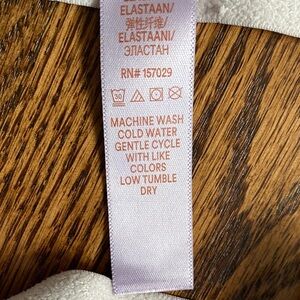 ELASTAAN/
弹性纤维/
ELASTAANI/
ЭЛАСТАН
RN# 157029
30
MACHINE WASH
COLD WATER
GENTLE CYCLE
WITH LIKE
COLORS
LOW TUMBLE
DRY